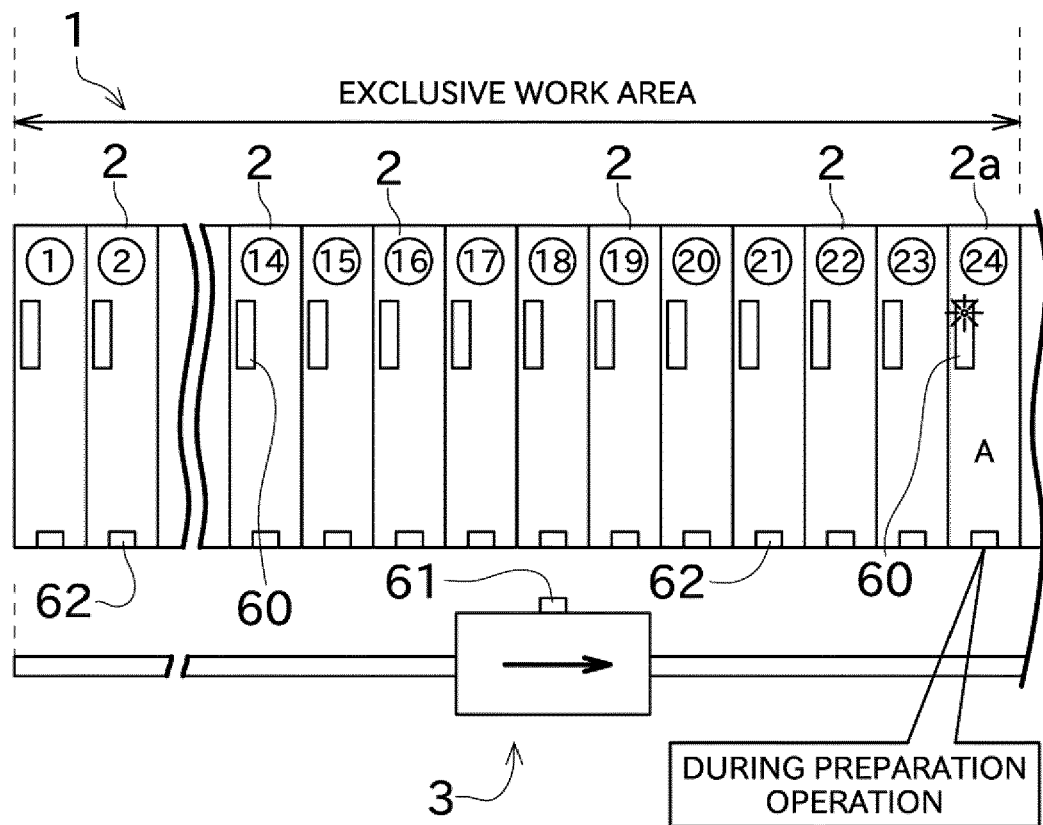 1
EXCLUSIVE WORK AREA
2 2 2 2 2 2a
1 2 14 15 16 17 18 19 20 21 22 23 24
A
62 60 61 62 60
3
DURING PREPARATION
OPERATION